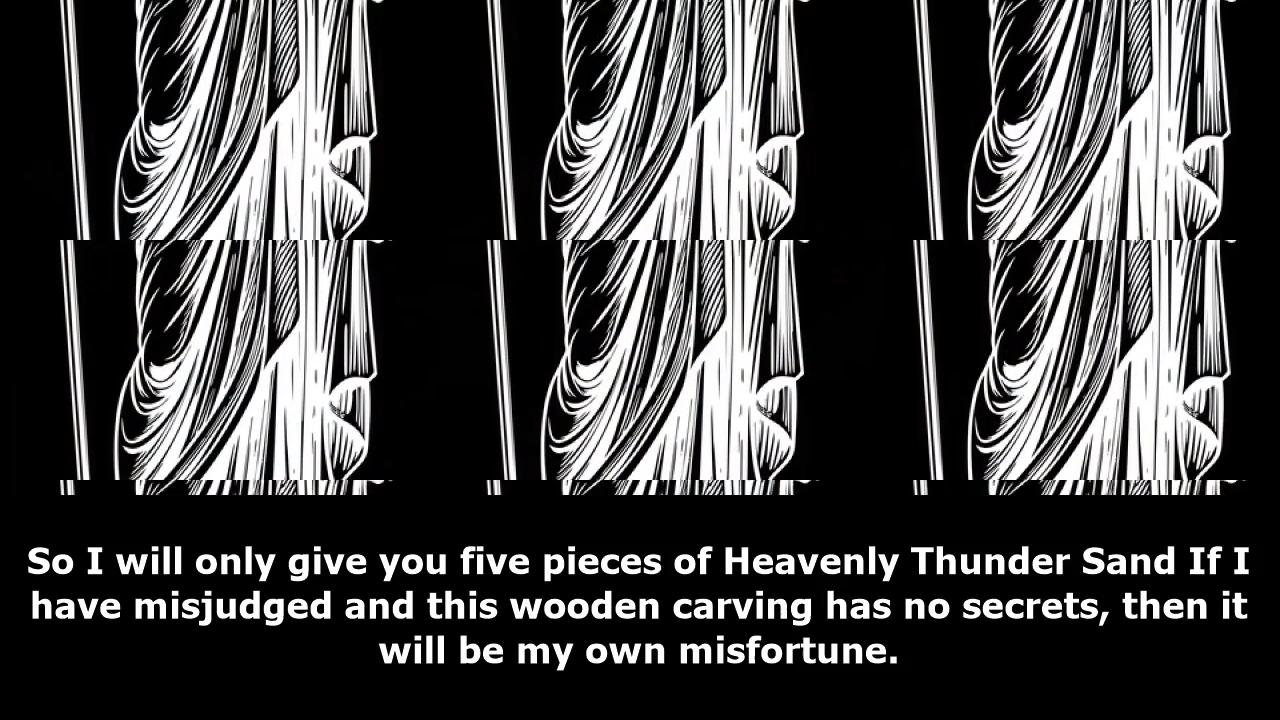 So I will only give you five pieces of Heavenly Thunder Sand If I
have misjudged and this wooden carving has no secrets, then it
will be my own misfortune.